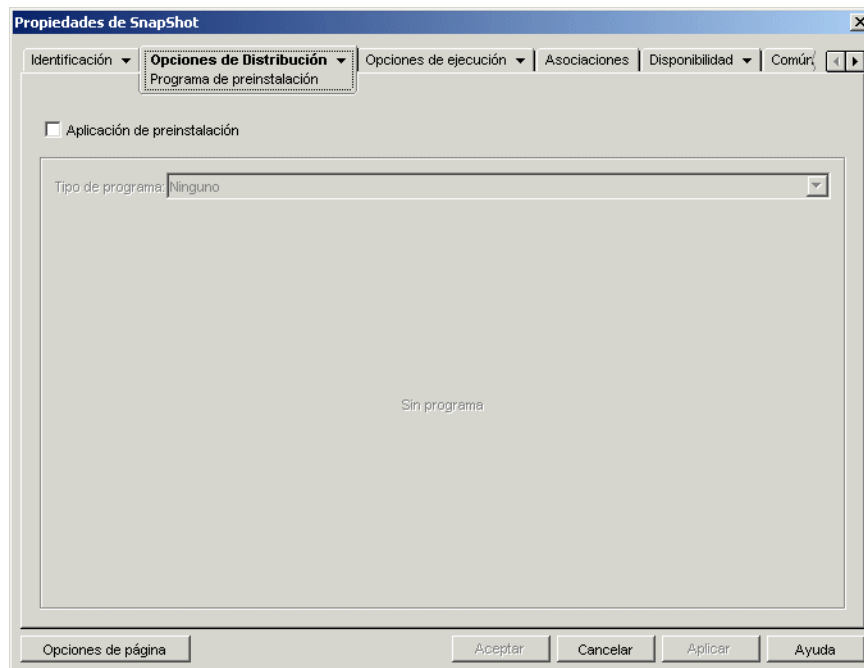 Propiedades de SnapShot
Identificación Opciones de Distribución Opciones de ejecución Asociaciones Disponibilidad Común
Programa de preinstalación
Aplicación de preinstalación
Tipo de programa: Ninguno
Sin programa
Opciones de página Aceptar Cancelar Aplicar Ayuda